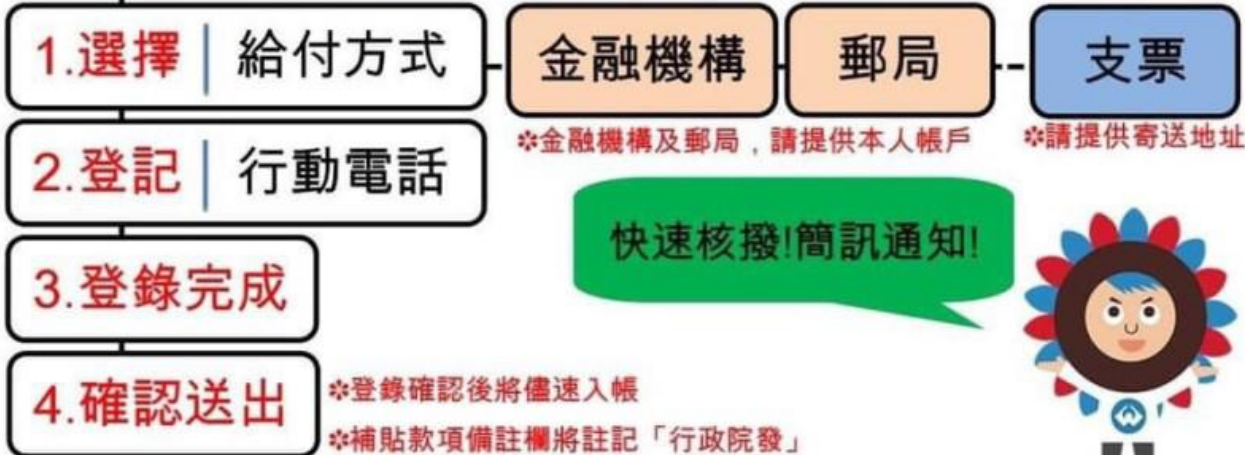 1.選擇 給付方式 金融機構 郵局 支票
※金融機構及郵局，請提供本人帳戶 ※請提供寄送地址
2.登記 行動電話
快速核撥!簡訊通知!
3.登錄完成
4.確認送出
※登錄確認後將儘速入帳
※補貼款項備註欄將註記「行政院發」